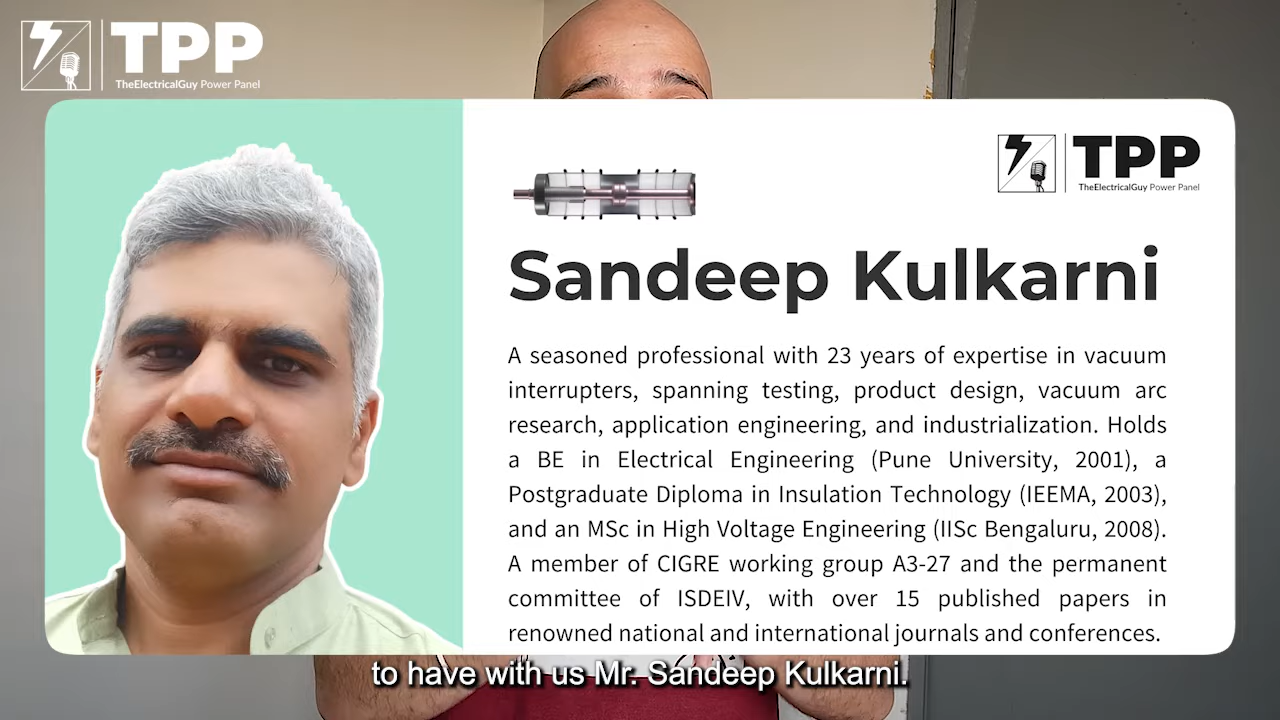 TPP
TheElectricalGuy Power Panel
TPP
TheElectricalGuy Power Panel
Sandeep Kulkarni
A seasoned professional with 23 years of expertise in vacuum
interrupters, spanning testing, product design, vacuum arc
research, application engineering, and industrialization. Holds
a BE in Electrical Engineering (Pune University, 2001), a
Postgraduate Diploma in Insulation Technology (IEEMA, 2003),
and an MSc in High Voltage Engineering (IISc Bengaluru, 2008).
A member of CIGRE working group A3-27 and the permanent
committee of ISDEIV, with over 15 published papers in
renowned national and international journals and conferences.
to have with us Mr. Sandeep Kulkarni.